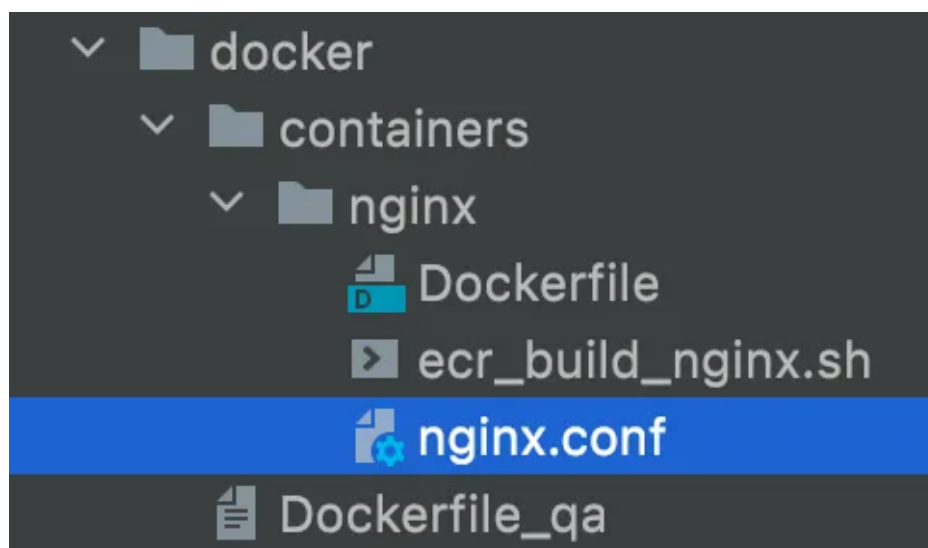 docker
containers
nginx
D Dockerfile
ecr_build_nginx.sh
nginx.conf
Dockerfile_qa